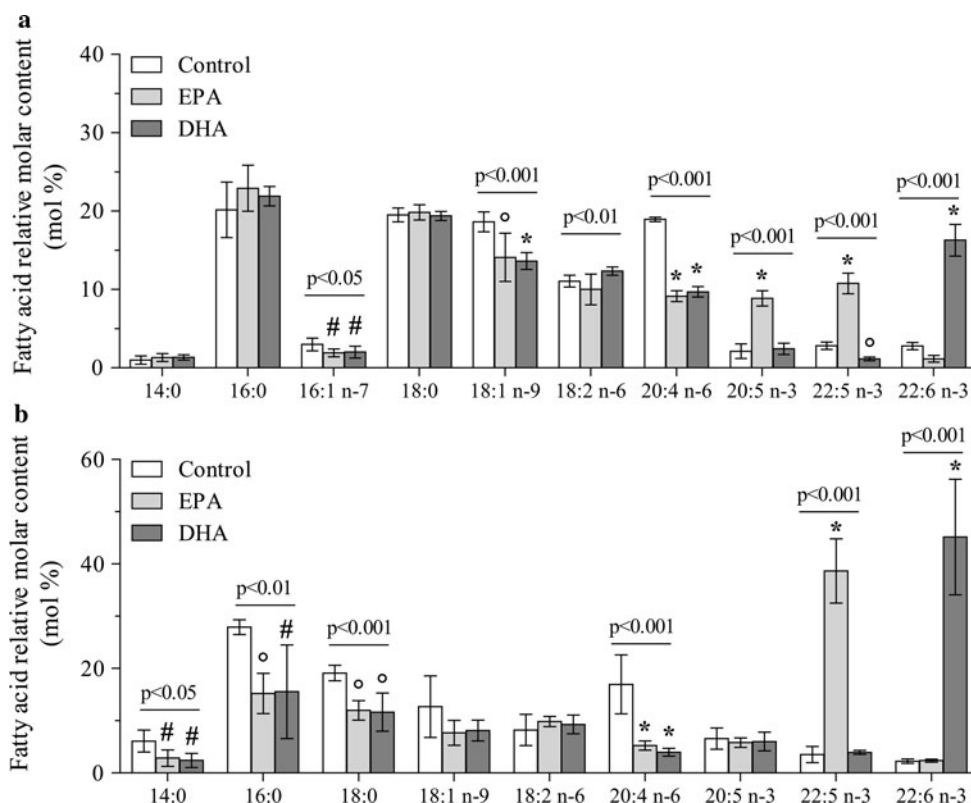 a
Fatty acid relative molar content
(mol %)
40
30
20
10
0
Control
EPA
DHA
p<0.05
# #
p<0.001
° *
p<0.01
p<0.001
* *
p<0.001
*
p<0.001
*
°
p<0.001
*
14:0 16:0 16:1 n-7 18:0 18:1 n-9 18:2 n-6 20:4 n-6 20:5 n-3 22:5 n-3 22:6 n-3
b
Fatty acid relative molar content
(mol %)
60
40
20
0
Control
EPA
DHA
p<0.05
# #
p<0.01
° #
p<0.001
° °
p<0.001
* *
p<0.001
*
p<0.001
*
14:0 16:0 18:0 18:1 n-9 18:2 n-6 20:4 n-6 20:5 n-3 22:5 n-3 22:6 n-3